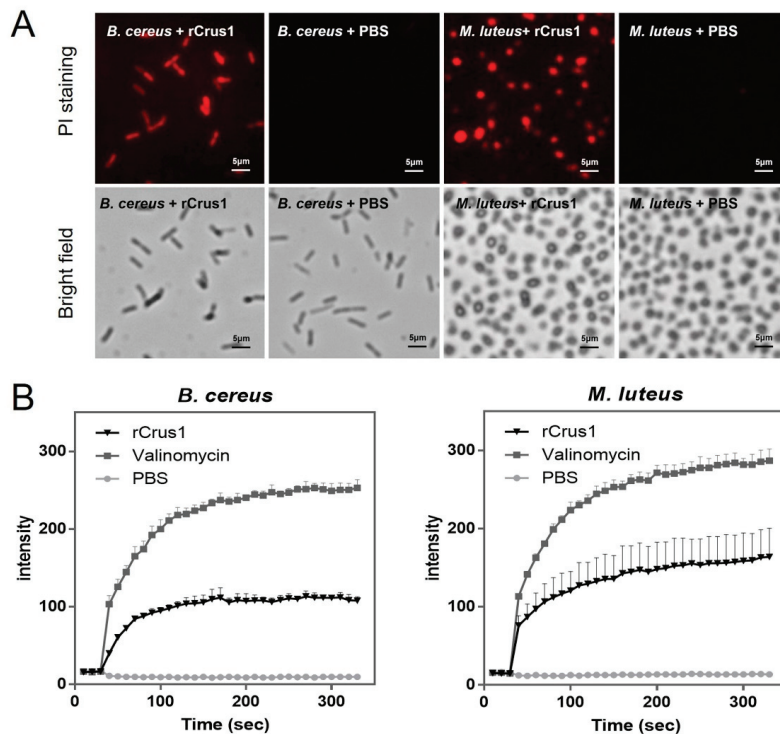 A
PI staining
B. cereus + rCrus1
B. cereus + PBS
M. luteus+ rCrus1
M. luteus + PBS
5μm
5μm
5μm
5μm
Bright field
B. cereus + rCrus1
B. cereus + PBS
M. luteus+ rCrus1
M. luteus + PBS
5μm
5μm
5μm
5μm
B
B. cereus
rCrus1
Valinomycin
PBS
intensity
300
200
100
0
0
100
200
300
Time (sec)
M. luteus
rCrus1
Valinomycin
PBS
intensity
300
200
100
0
0
100
200
300
Time (sec)